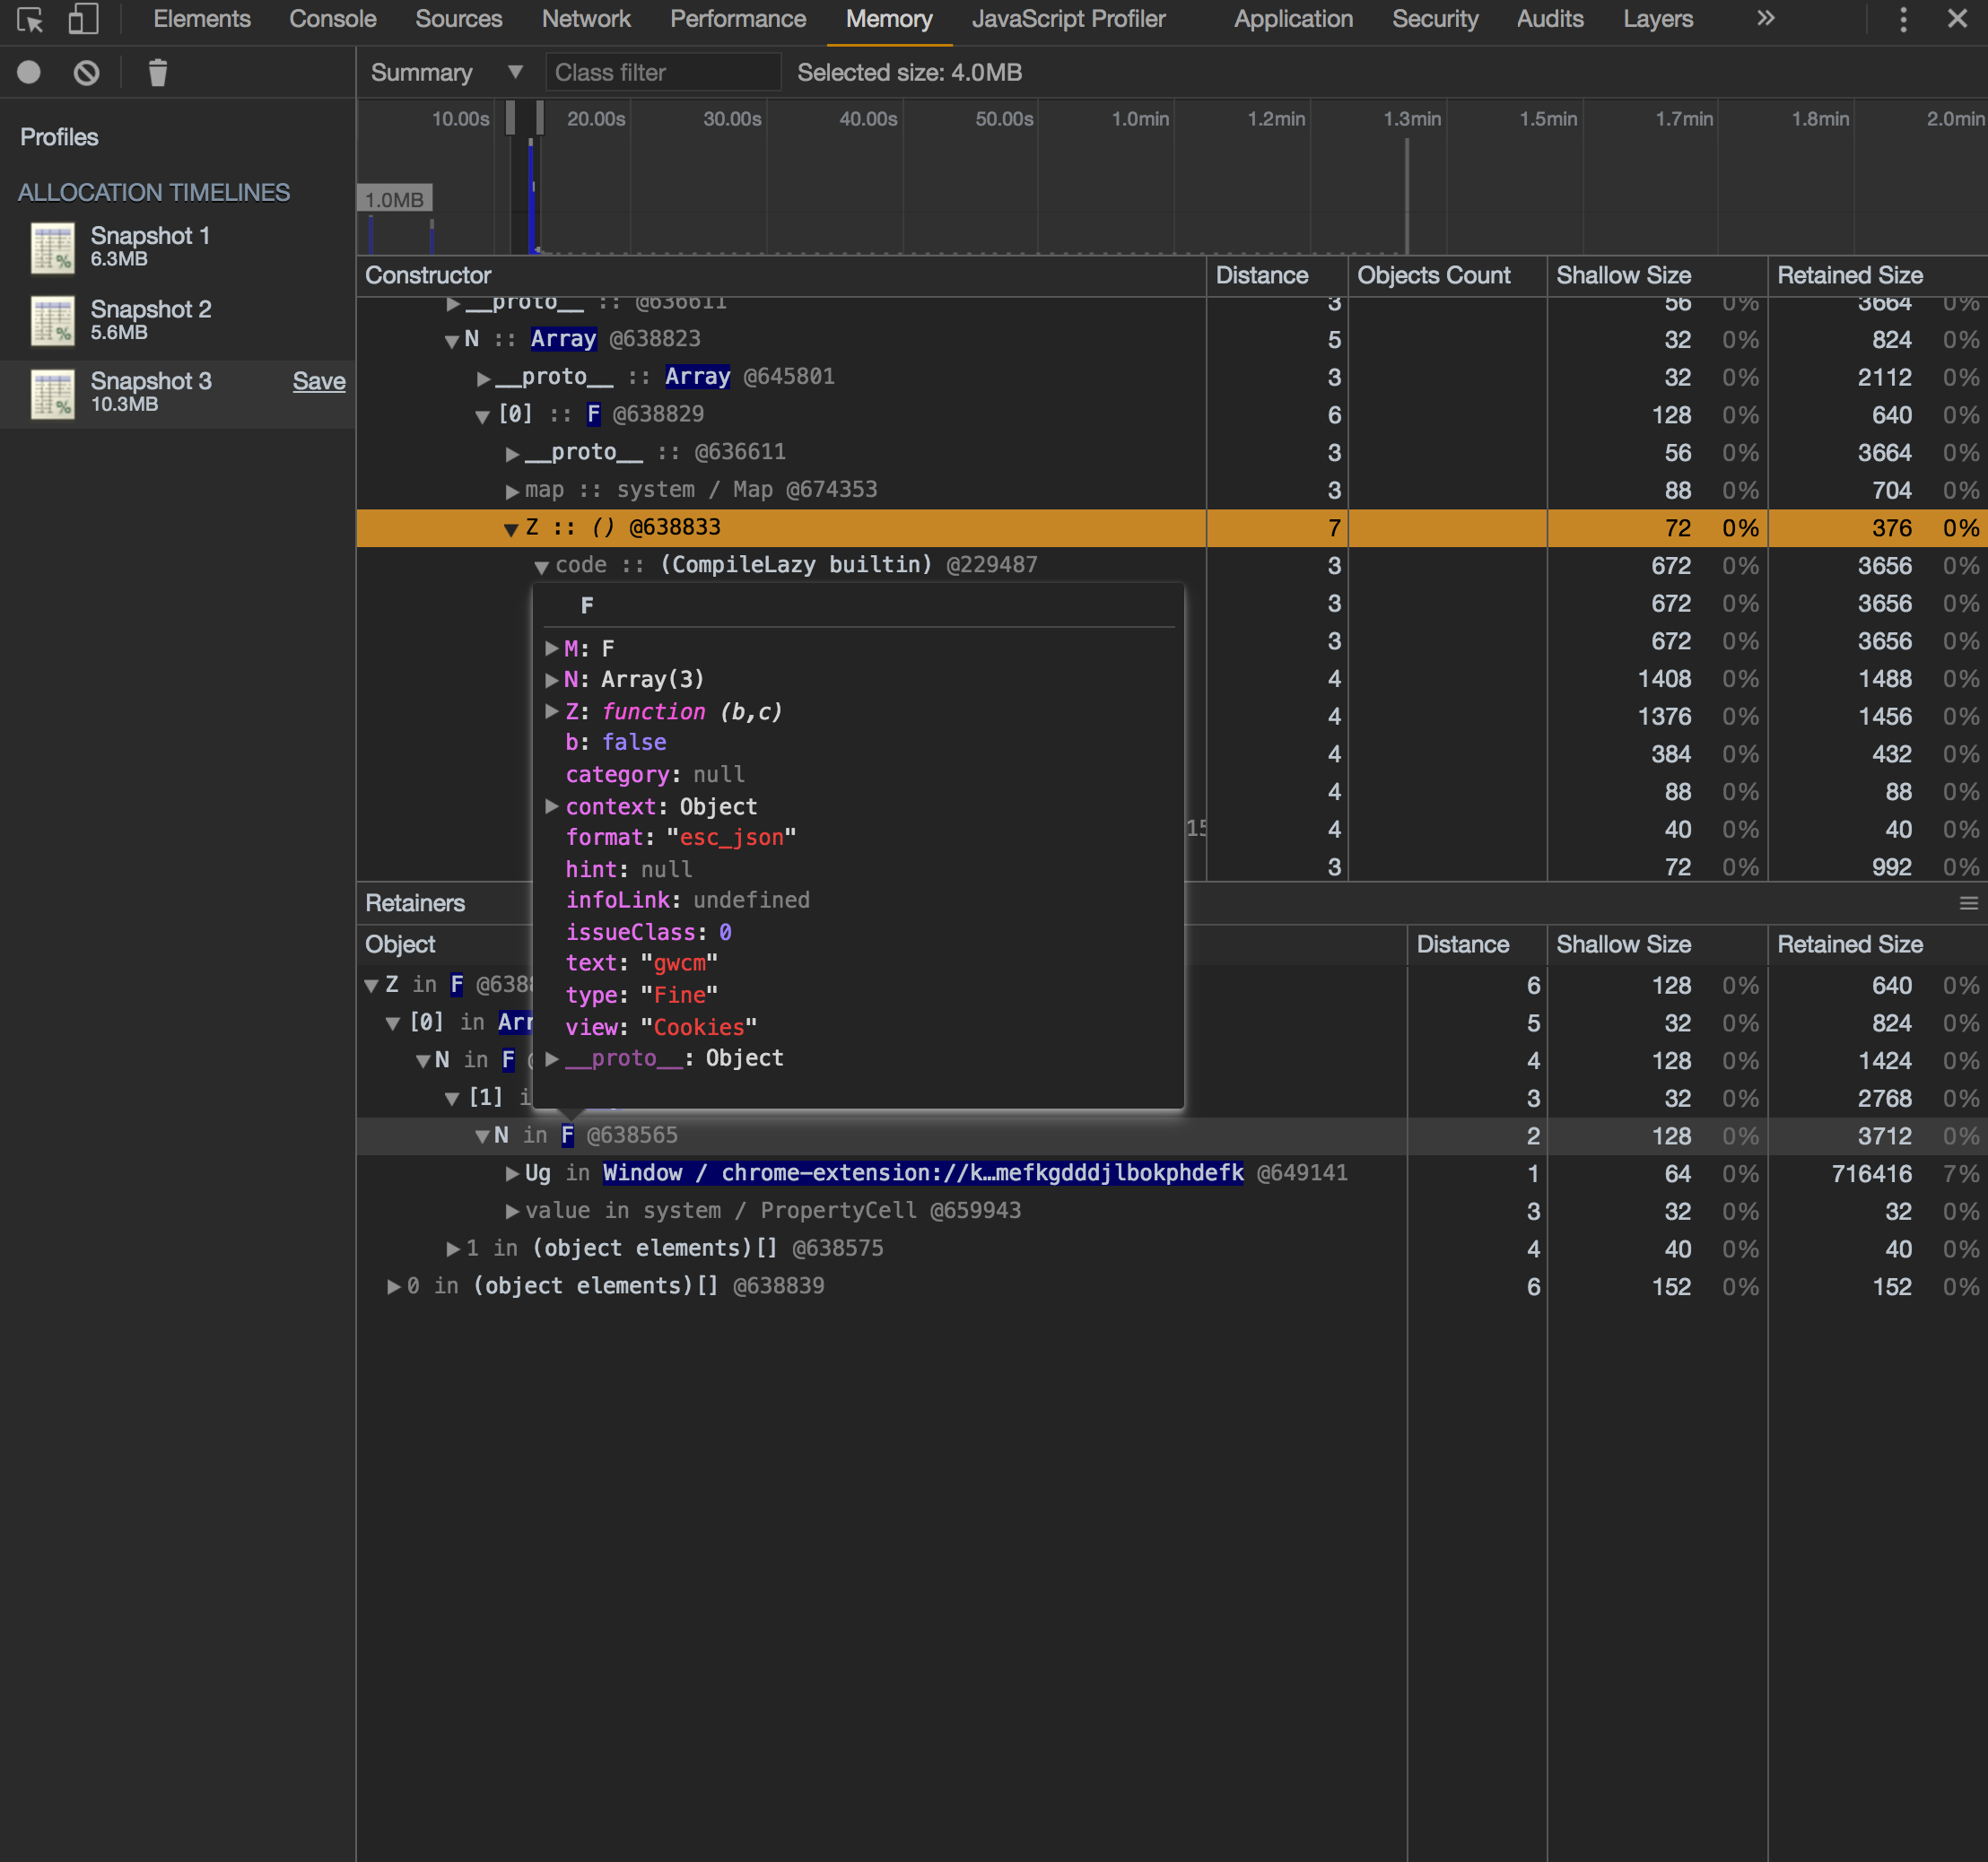 Elements Console Sources Network Performance Memory JavaScript Profiler Application Security Audits Layers »
Summary ▼ Class filter Selected size: 4.0MB
Profiles
ALLOCATION TIMELINES
Snapshot 1
6.3MB
Snapshot 2
5.6MB
Snapshot 3 Save
10.3MB
10.00s 20.00s 30.00s 40.00s 50.00s 1.0min 1.2min 1.3min 1.5min 1.7min 1.8min 2.0min
1.0MB
Constructor Distance Objects Count Shallow Size Retained Size
▶__proto__ :: @636611 3 56 0% 3664 0%
▼N :: Array @638823 5 32 0% 824 0%
▶__proto__ :: Array @645801 3 32 0% 2112 0%
▼[0] :: F @638829 6 128 0% 640 0%
▶__proto__ :: @636611 3 56 0% 3664 0%
▶map :: system / Map @674353 3 88 0% 704 0%
▼Z :: () @638833 7 72 0% 376 0%
▼code :: (CompileLazy builtin) @229487 3 672 0% 3656 0%
3 672 0% 3656 0%
3 672 0% 3656 0%
4 1408 0% 1488 0%
4 1376 0% 1456 0%
4 384 0% 432 0%
4 88 0% 88 0%
15 4 40 0% 40 0%
3 72 0% 992 0%
F
▶M: F
▶N: Array(3)
▶Z: function (b,c)
b: false
category: null
▶context: Object
format: "esc_json"
hint: null
infoLink: undefined
issueClass: 0
text: "gwcm"
type: "Fine"
view: "Cookies"
▶__proto__: Object
Retainers
Object Distance Shallow Size Retained Size
▼Z in F @638 6 128 0% 640 0%
▼[0] in Arr 5 32 0% 824 0%
▼N in F 4 128 0% 1424 0%
▼[1] i 3 32 0% 2768 0%
▼N in F @638565 2 128 0% 3712 0%
▶Ug in Window / chrome-extension://k…mefkgdddjlbokphdefk @649141 1 64 0% 716416 7%
▶value in system / PropertyCell @659943 3 32 0% 32 0%
▶1 in (object elements)[] @638575 4 40 0% 40 0%
▶0 in (object elements)[] @638839 6 152 0% 152 0%